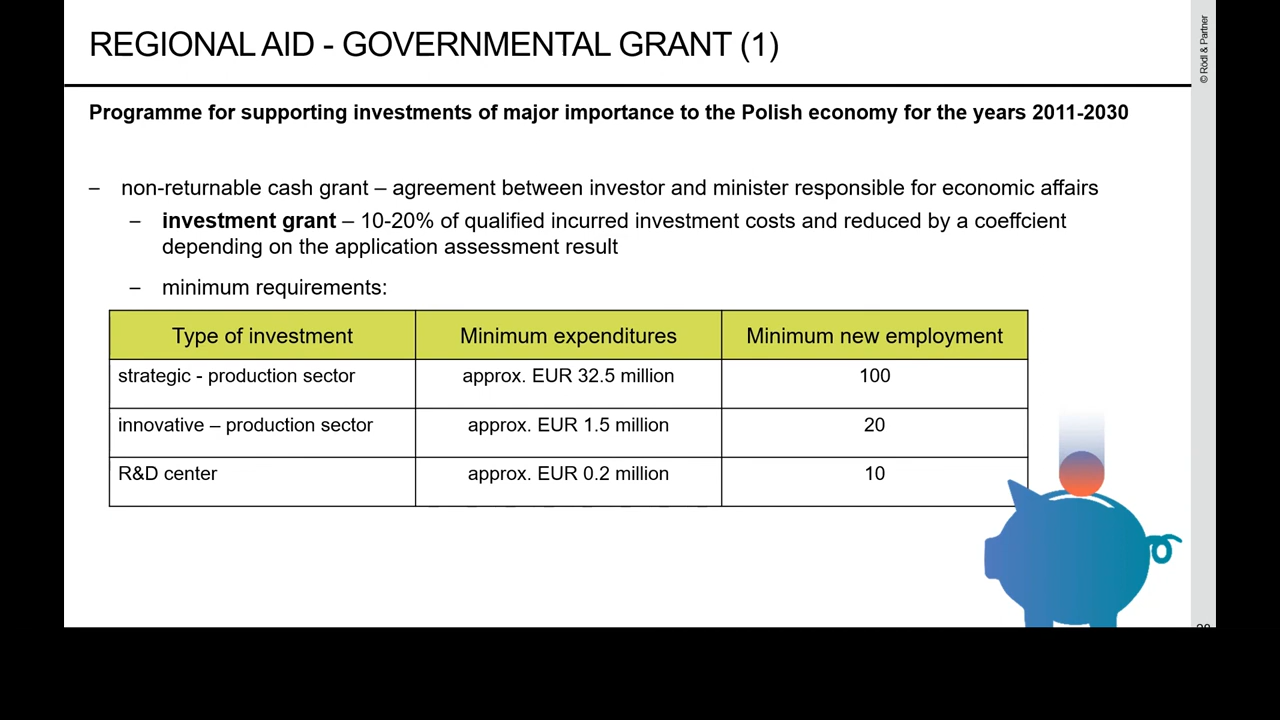 REGIONAL AID - GOVERNMENTAL GRANT (1)
© Rödl & Partner
Programme for supporting investments of major importance to the Polish economy for the years 2011-2030
– non-returnable cash grant – agreement between investor and minister responsible for economic affairs
– investment grant – 10-20% of qualified incurred investment costs and reduced by a coeffcient
depending on the application assessment result
– minimum requirements:
Type of investment Minimum expenditures Minimum new employment
strategic - production sector approx. EUR 32.5 million 100
innovative – production sector approx. EUR 1.5 million 20
R&D center approx. EUR 0.2 million 10